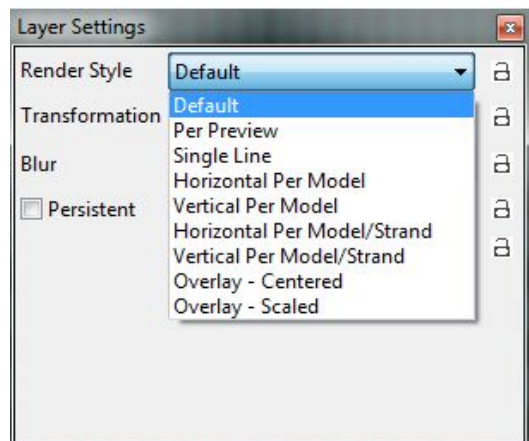 Layer Settings
Render Style Default
Default
Transformation
Per Preview
Single Line
Blur
Horizontal Per Model
Vertical Per Model
Persistent
Horizontal Per Model/Strand
Vertical Per Model/Strand
Overlay - Centered
Overlay - Scaled